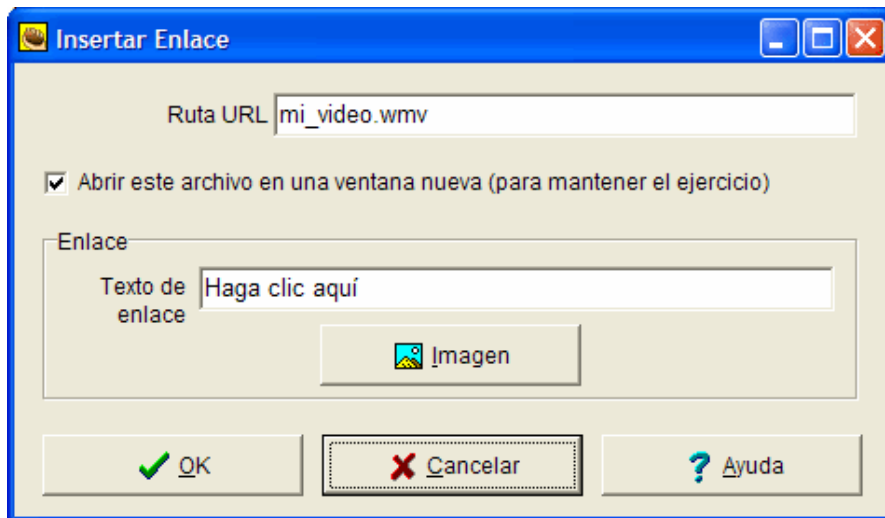 Insertar Enlace
Ruta URL mi_video.wmv
Abrir este archivo en una ventana nueva (para mantener el ejercicio)
Enlace
Texto de enlace Haga clic aquí
Imagen
OK Cancelar Ayuda